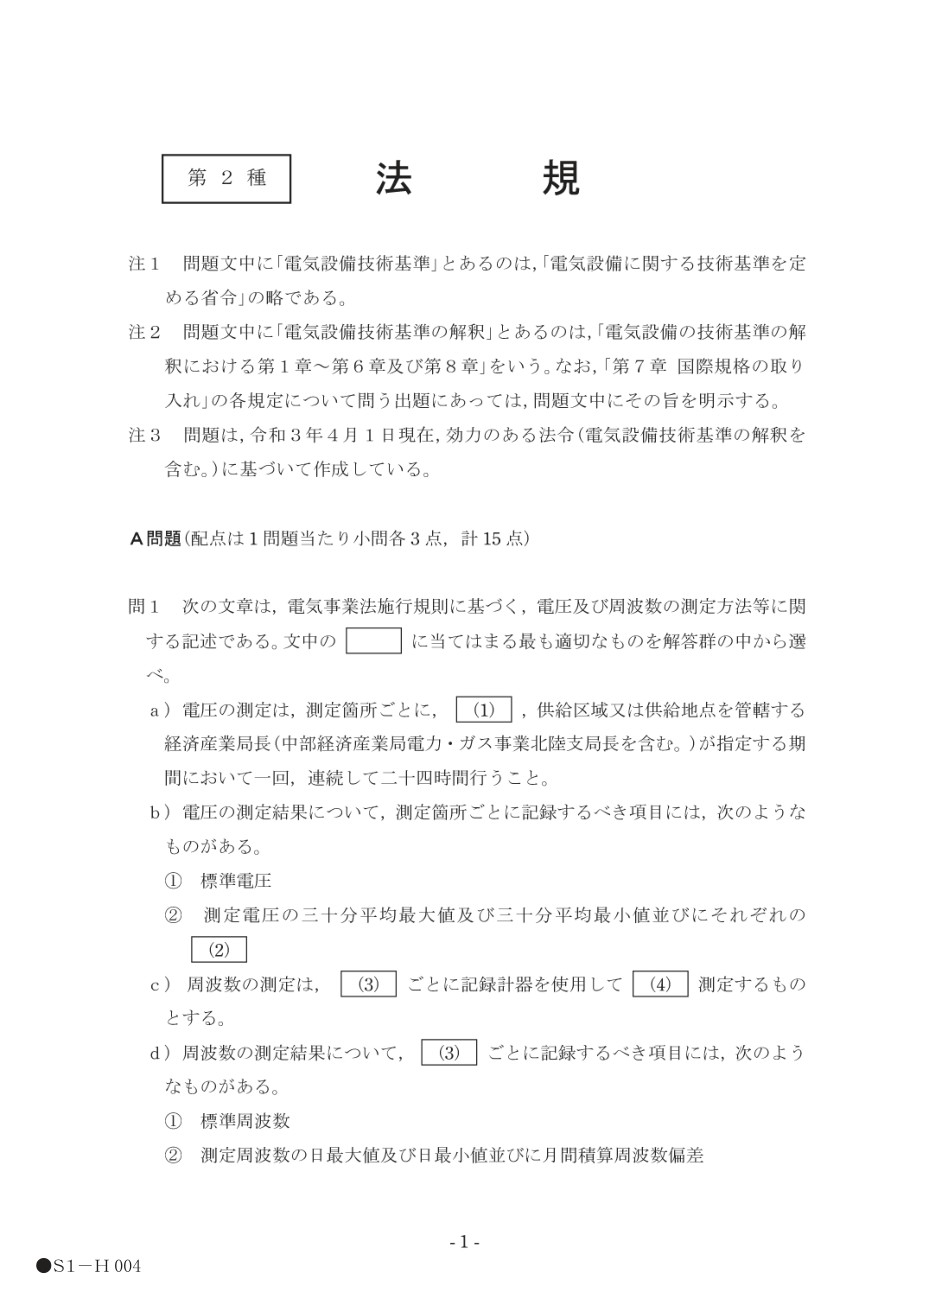 第 2 種
法 規
注1 問題文中に「電気設備技術基準」とあるのは,「電気設備に関する技術基準を定
める省令」の略である。
注2 問題文中に「電気設備技術基準の解釈」とあるのは,「電気設備の技術基準の解
釈における第1章～第6章及び第8章」をいう。なお,「第7章 国際規格の取り
入れ」の各規定について問う出題にあっては,問題文中にその旨を明示する。
注3 問題は,令和3年4月1日現在,効力のある法令(電気設備技術基準の解釈を
含む。)に基づいて作成している。
A問題(配点は1問題当たり小問各3点, 計15点)
問1 次の文章は, 電気事業法施行規則に基づく, 電圧及び周波数の測定方法等に関
する記述である。文中の に当てはまる最も適切なものを解答群の中から選
べ。
a) 電圧の測定は, 測定箇所ごとに, (1) , 供給区域又は供給地点を管轄する
経済産業局長(中部経済産業局電力・ガス事業北陸支局長を含む。)が指定する期
間において一回, 連続して二十四時間行うこと。
b) 電圧の測定結果について, 測定箇所ごとに記録するべき項目には, 次のような
ものがある。
① 標準電圧
② 測定電圧の三十分平均最大値及び三十分平均最小値並びにそれぞれの
(2)
c) 周波数の測定は, (3) ごとに記録計器を使用して (4) 測定するもの
とする。
d) 周波数の測定結果について, (3) ごとに記録するべき項目には, 次のよう
なものがある。
① 標準周波数
② 測定周波数の日最大値及び日最小値並びに月間積算周波数偏差
- 1 -
●S1－H 004